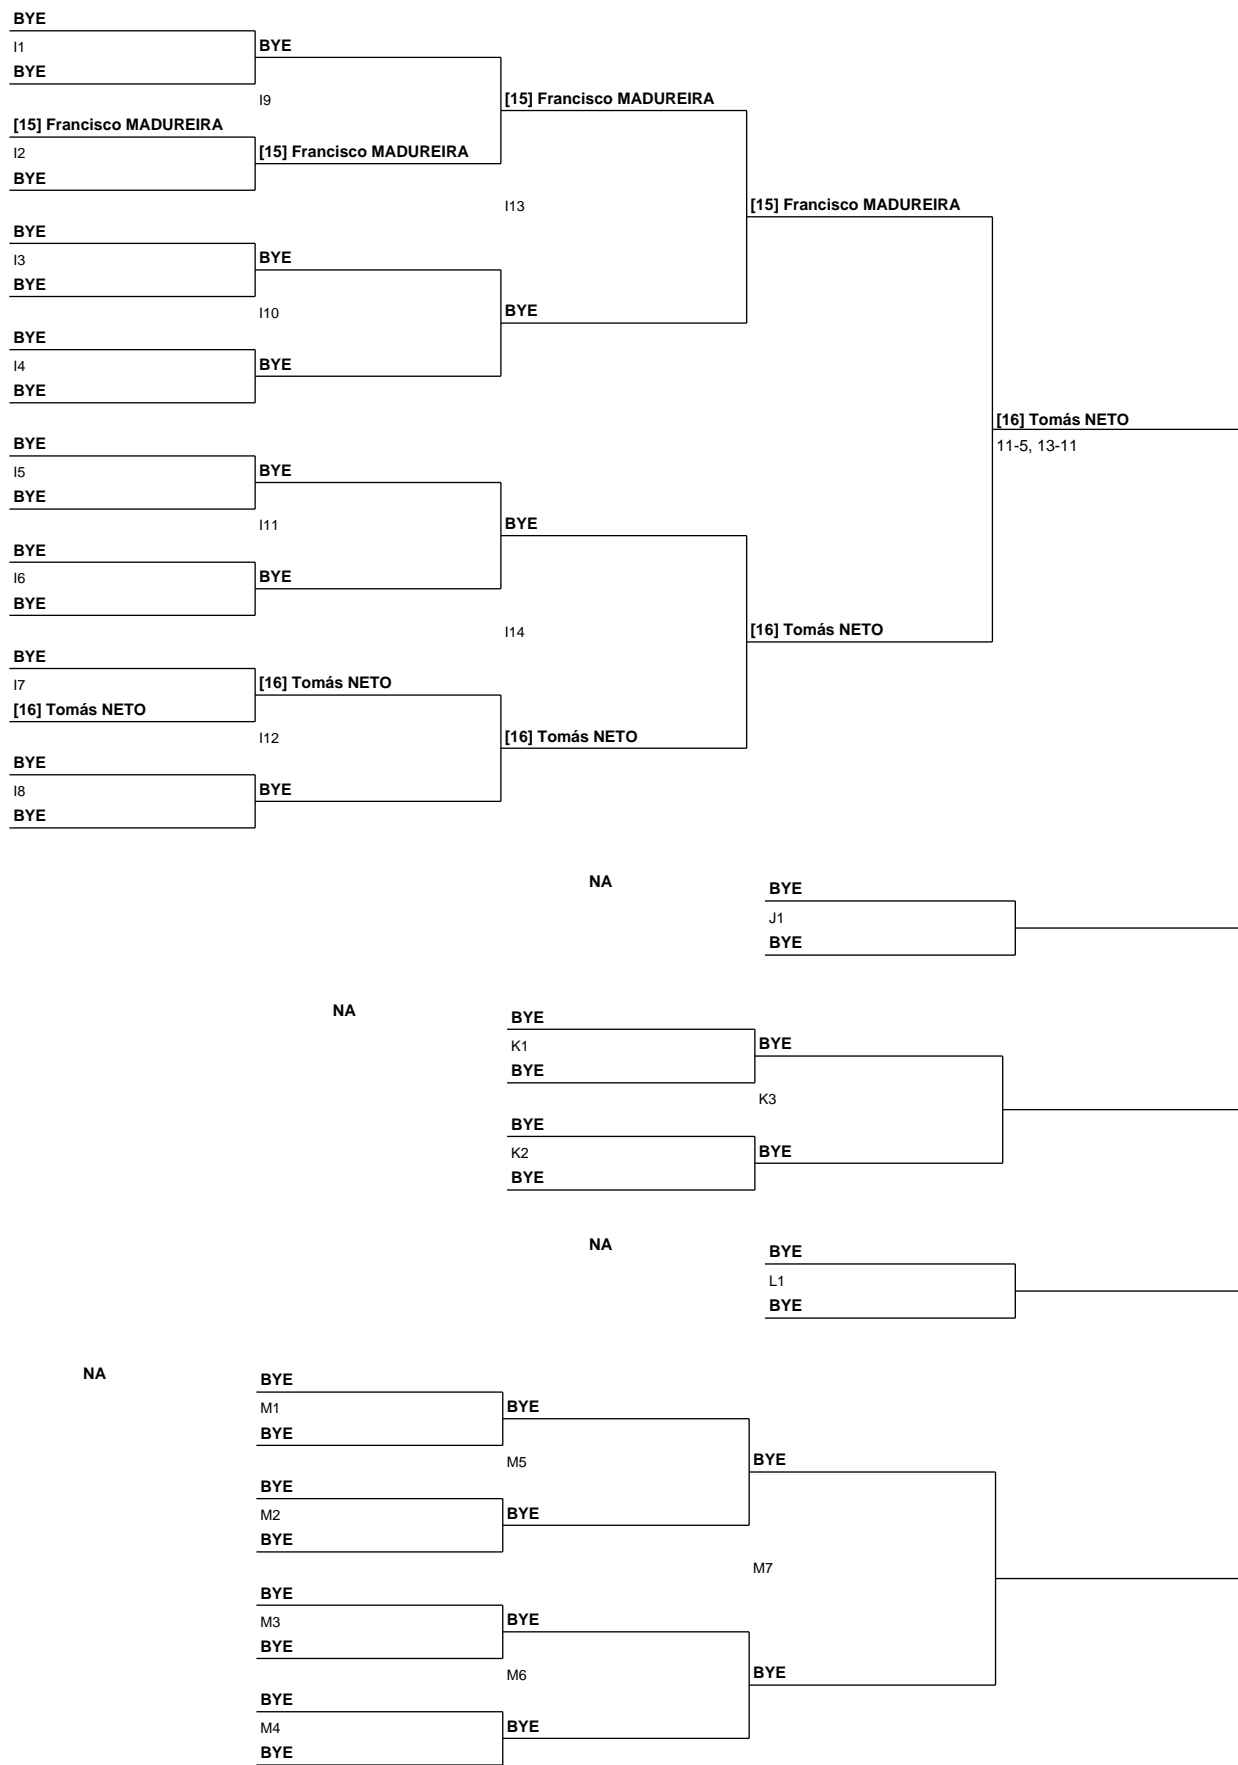 BYE
I1
BYE
BYE
I9
[15] Francisco MADUREIRA
[15] Francisco MADUREIRA
I2
[15] Francisco MADUREIRA
BYE
I13
[15] Francisco MADUREIRA
BYE
I3
BYE
BYE
I10
BYE
BYE
I4
BYE
BYE
[16] Tomás NETO
11-5, 13-11
BYE
I5
BYE
BYE
I11
BYE
BYE
I6
BYE
BYE
I14
[16] Tomás NETO
BYE
I7
[16] Tomás NETO
[16] Tomás NETO
I12
[16] Tomás NETO
BYE
I8
BYE
BYE
NA
BYE
J1
BYE
NA
BYE
K1
BYE
BYE
K3
BYE
K2
BYE
BYE
NA
BYE
L1
BYE
NA
BYE
M1
BYE
BYE
M5
BYE
BYE
M2
BYE
BYE
M7
BYE
M3
BYE
BYE
M6
BYE
BYE
M4
BYE
BYE